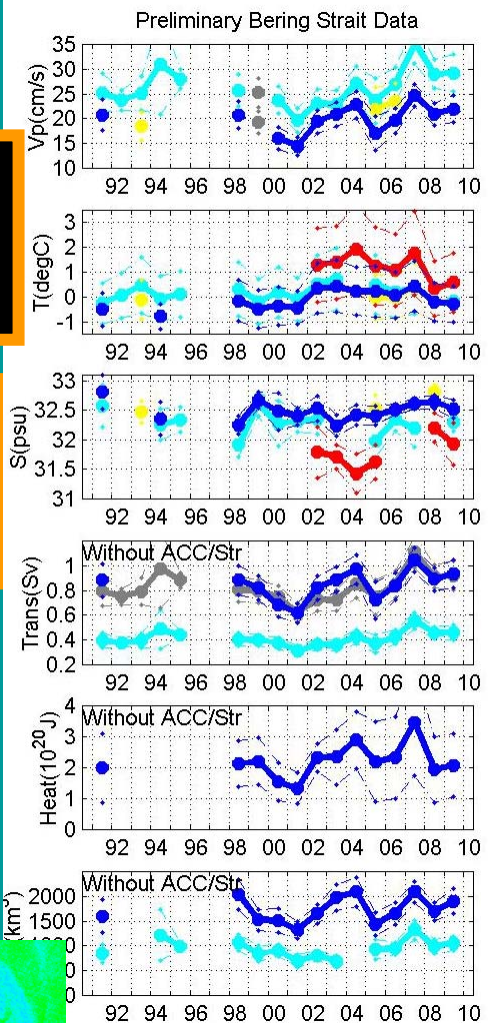 Preliminary Bering Strait Data
Vp(cm/s)
35
30
25
20
15
10
92 94 96 98 00 02 04 06 08 10
T(degC)
3
2
1
0
-1
92 94 96 98 00 02 04 06 08 10
S(psu)
33
32.5
32
31.5
31
92 94 96 98 00 02 04 06 08 10
Without ACC/Str
Trans(Sv)
1
0.8
0.6
0.4
0.2
92 94 96 98 00 02 04 06 08 10
Without ACC/Str
Heat(10²⁰J)
4
3
2
1
0
92 94 96 98 00 02 04 06 08 10
Without ACC/Str
km³)
2000
1500
0
0
92 94 96 98 00 02 04 06 08 10